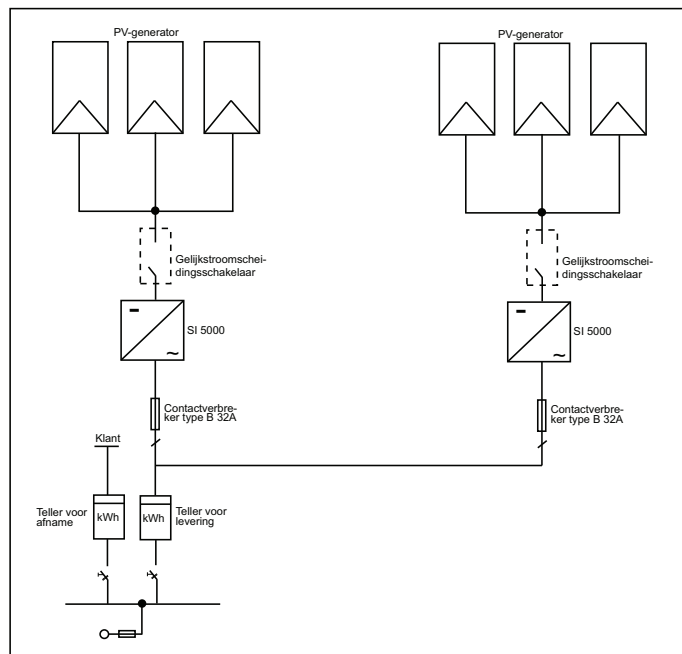 PV-generator
PV-generator
Gelijkstroomschei-
dingsschakelaar
Gelijkstroomschei-
dingsschakelaar
SI 5000
SI 5000
Contactverbre-
ker type B 32A
Contactverbre-
ker type B 32A
Klant
Teller voor
afname
kWh
kWh
Teller voor
levering